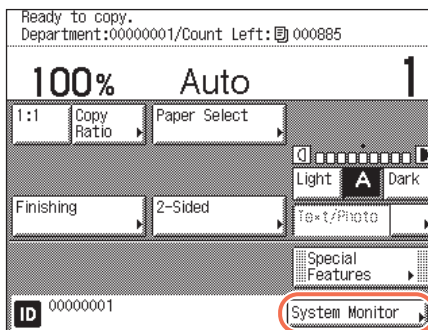 Ready to copy.
Department:00000001/Count Left: 000885
100% Auto 1
1:1 Copy Ratio Paper Select
Light A Dark
Finishing 2-Sided Text/Photo
Special Features
ID 00000001 System Monitor